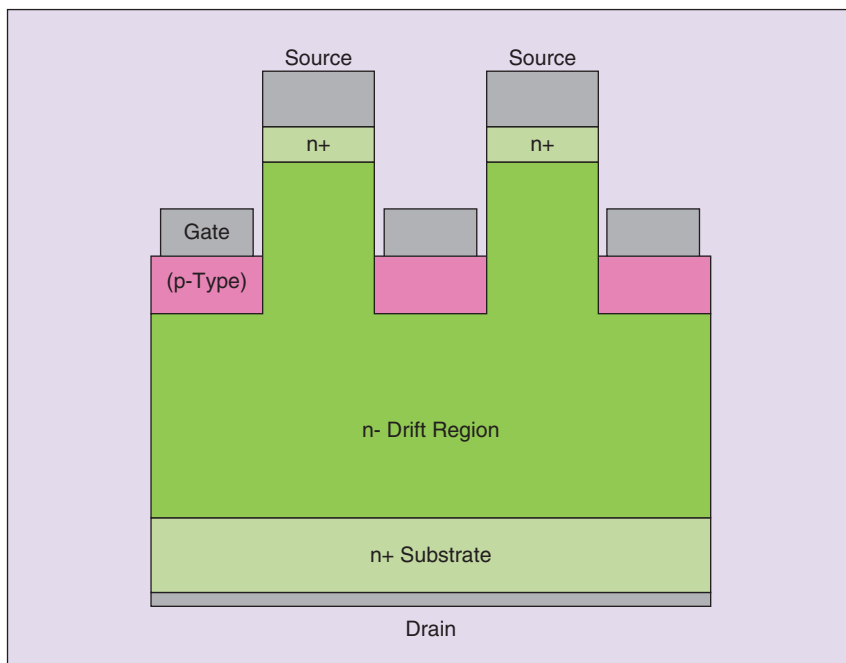 Source
Source
n+
n+
Gate
(p-Type)
n- Drift Region
n+ Substrate
Drain